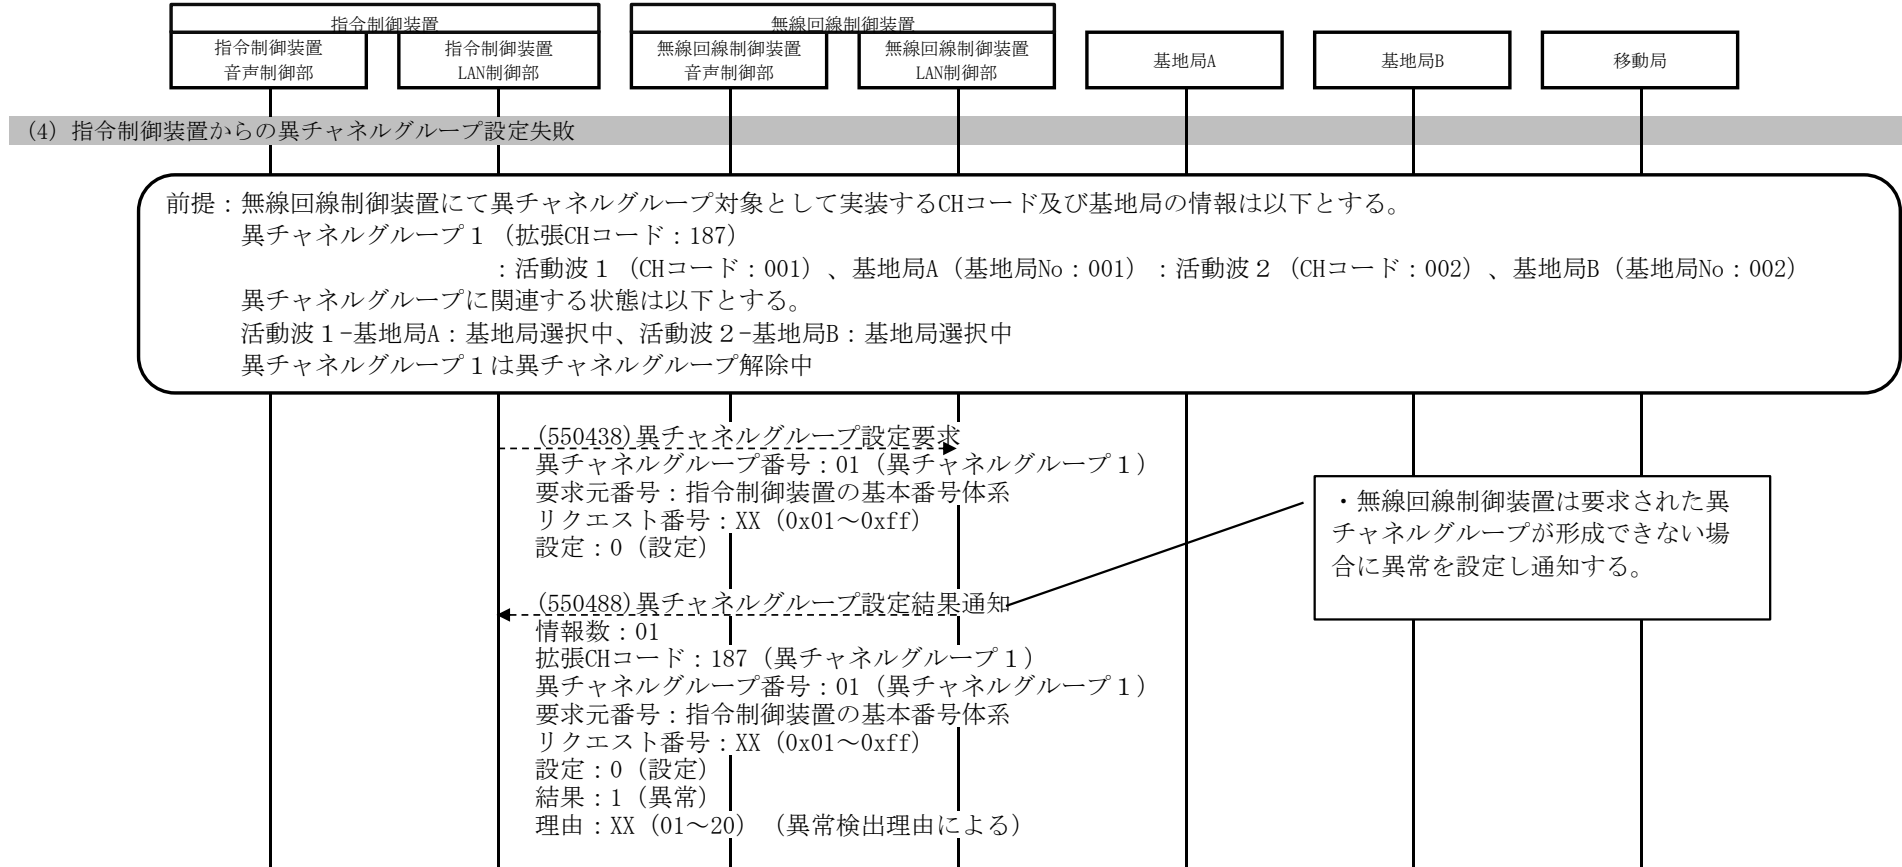 指令制御装置
無線回線制御装置
指令制御装置
音声制御部
指令制御装置
LAN制御部
無線回線制御装置
音声制御部
無線回線制御装置
LAN制御部
基地局A
基地局B
移動局
(4) 指令制御装置からの異チャネルグループ設定失敗
前提：無線回線制御装置にて異チャネルグループ対象として実装するCHコード及び基地局の情報は以下とする。
異チャネルグループ１（拡張CHコード：187）
：活動波１（CHコード：001）、基地局A（基地局No：001）：活動波２（CHコード：002）、基地局B（基地局No：002）
異チャネルグループに関連する状態は以下とする。
活動波１-基地局A：基地局選択中、活動波２-基地局B：基地局選択中
異チャネルグループ１は異チャネルグループ解除中
(550438)異チャネルグループ設定要求
異チャネルグループ番号：01（異チャネルグループ１）
要求元番号：指令制御装置の基本番号体系
リクエスト番号：XX（0x01～0xff）
設定：0（設定）
・無線回線制御装置は要求された異
チャネルグループが形成できない場
合に異常を設定し通知する。
(550488)異チャネルグループ設定結果通知
情報数：01
拡張CHコード：187（異チャネルグループ１）
異チャネルグループ番号：01（異チャネルグループ１）
要求元番号：指令制御装置の基本番号体系
リクエスト番号：XX（0x01～0xff）
設定：0（設定）
結果：1（異常）
理由：XX（01～20）（異常検出理由による）